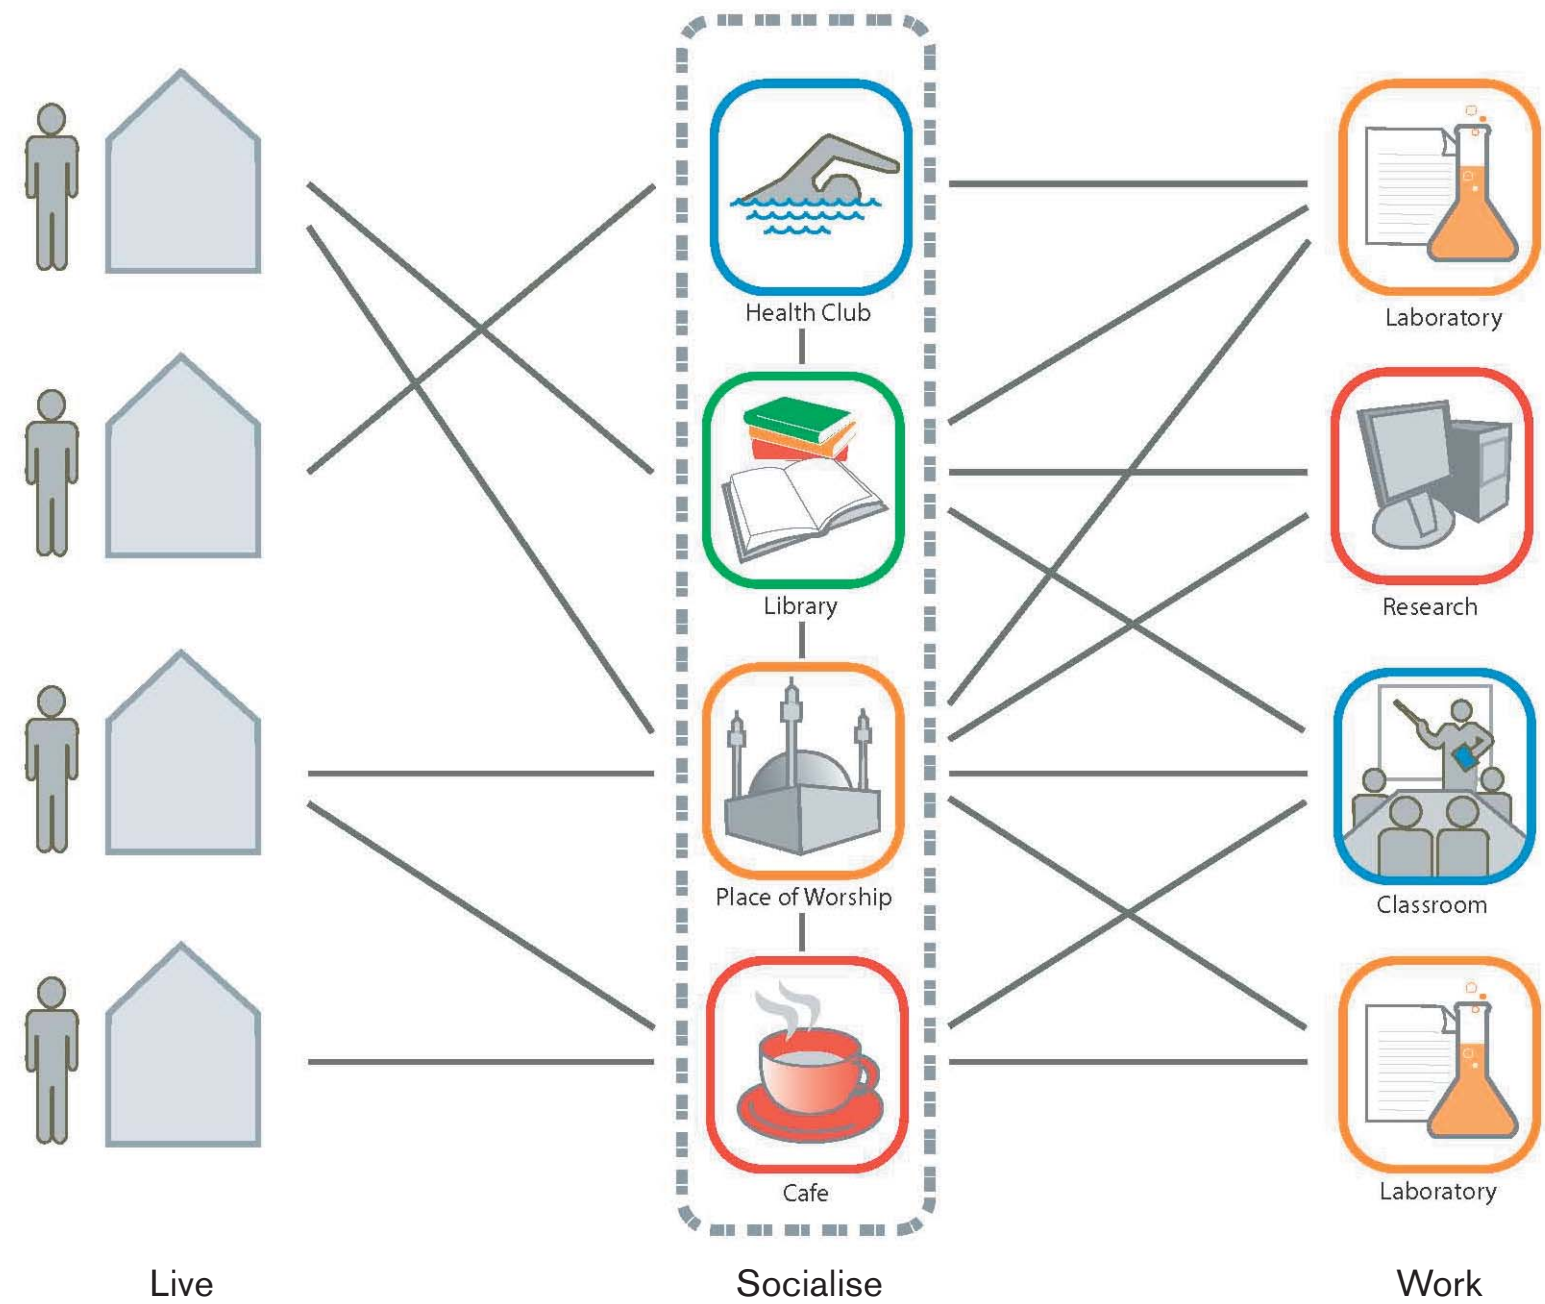 Health Club
Laboratory
Library
Research
Place of Worship
Classroom
Cafe
Laboratory
Live
Socialise
Work